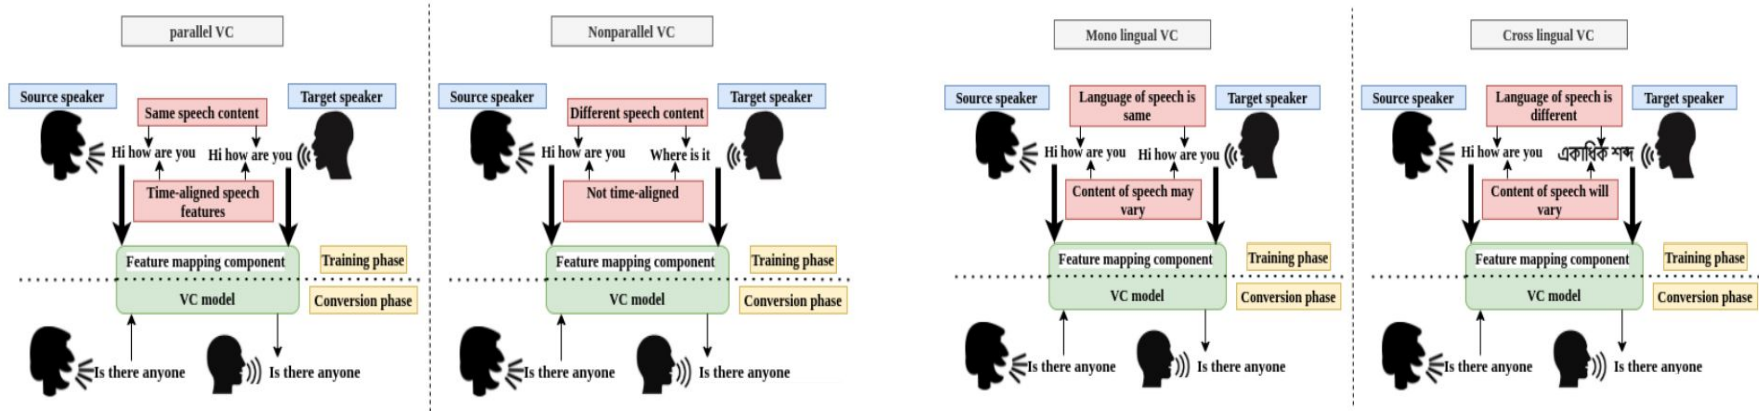 parallel VC
Source speaker
Target speaker
Same speech content
Hi how are you
Hi how are you
Time-aligned speech
features
Feature mapping component
Training phase
VC model
Conversion phase
Is there anyone
Is there anyone
Nonparallel VC
Source speaker
Target speaker
Different speech content
Hi how are you
Where is it
Not time-aligned
Feature mapping component
Training phase
VC model
Conversion phase
Is there anyone
Is there anyone
Mono lingual VC
Source speaker
Target speaker
Language of speech is
same
Hi how are you
Hi how are you
Content of speech may
vary
Feature mapping component
Training phase
VC model
Conversion phase
Is there anyone
Is there anyone
Cross lingual VC
Source speaker
Target speaker
Language of speech is
different
Hi how are you
একাধিক শব্দ
Content of speech will
vary
Feature mapping component
Training phase
VC model
Conversion phase
Is there anyone
Is there anyone